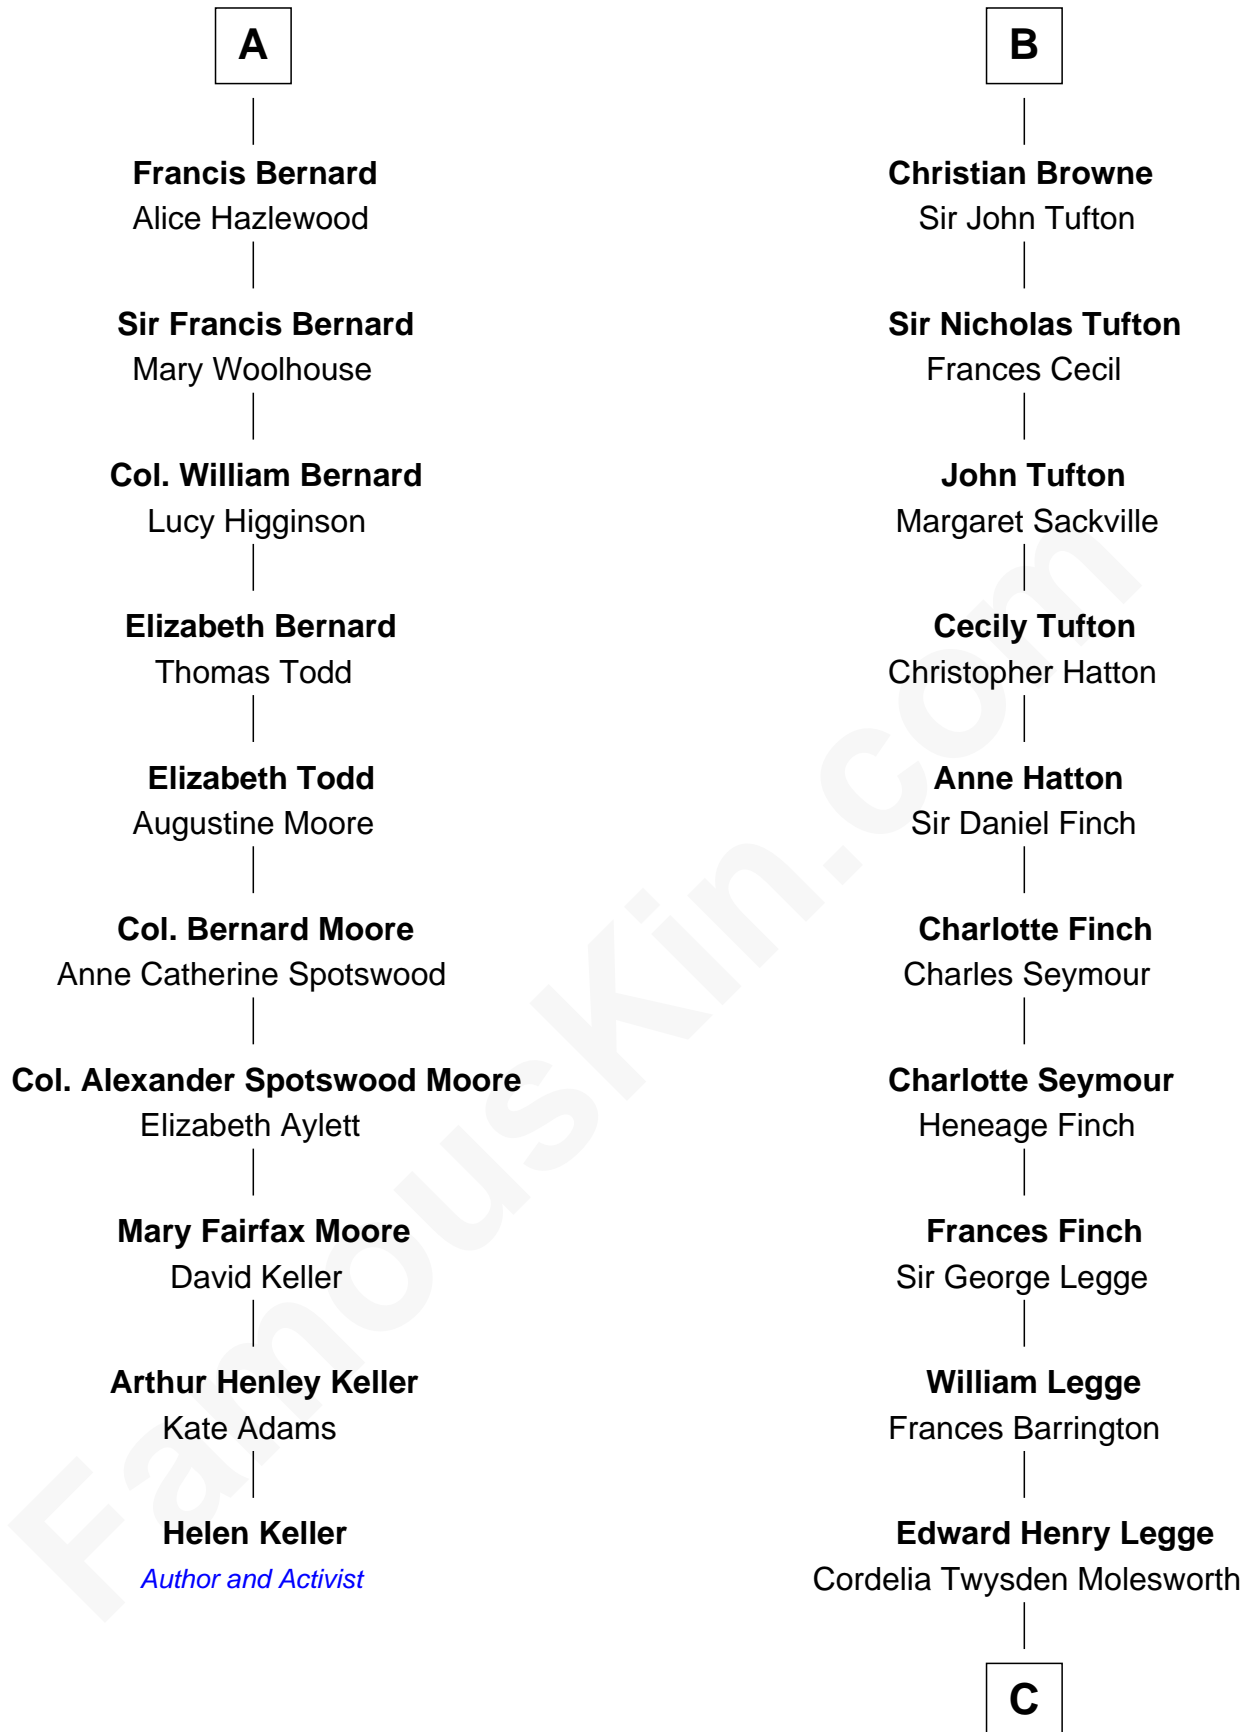 A
Francis Bernard
Alice Hazlewood
Sir Francis Bernard
Mary Woolhouse
Col. William Bernard
Lucy Higginson
Elizabeth Bernard
Thomas Todd
Elizabeth Todd
Augustine Moore
Col. Bernard Moore
Anne Catherine Spotswood
Col. Alexander Spotswood Moore
Elizabeth Aylett
Mary Fairfax Moore
David Keller
Arthur Henley Keller
Kate Adams
Helen Keller
Author and Activist
B
Christian Browne
Sir John Tufton
Sir Nicholas Tufton
Frances Cecil
John Tufton
Margaret Sackville
Cecily Tufton
Christopher Hatton
Anne Hatton
Sir Daniel Finch
Charlotte Finch
Charles Seymour
Charlotte Seymour
Heneage Finch
Frances Finch
Sir George Legge
William Legge
Frances Barrington
Edward Henry Legge
Cordelia Twysden Molesworth
C
FamousKin.com